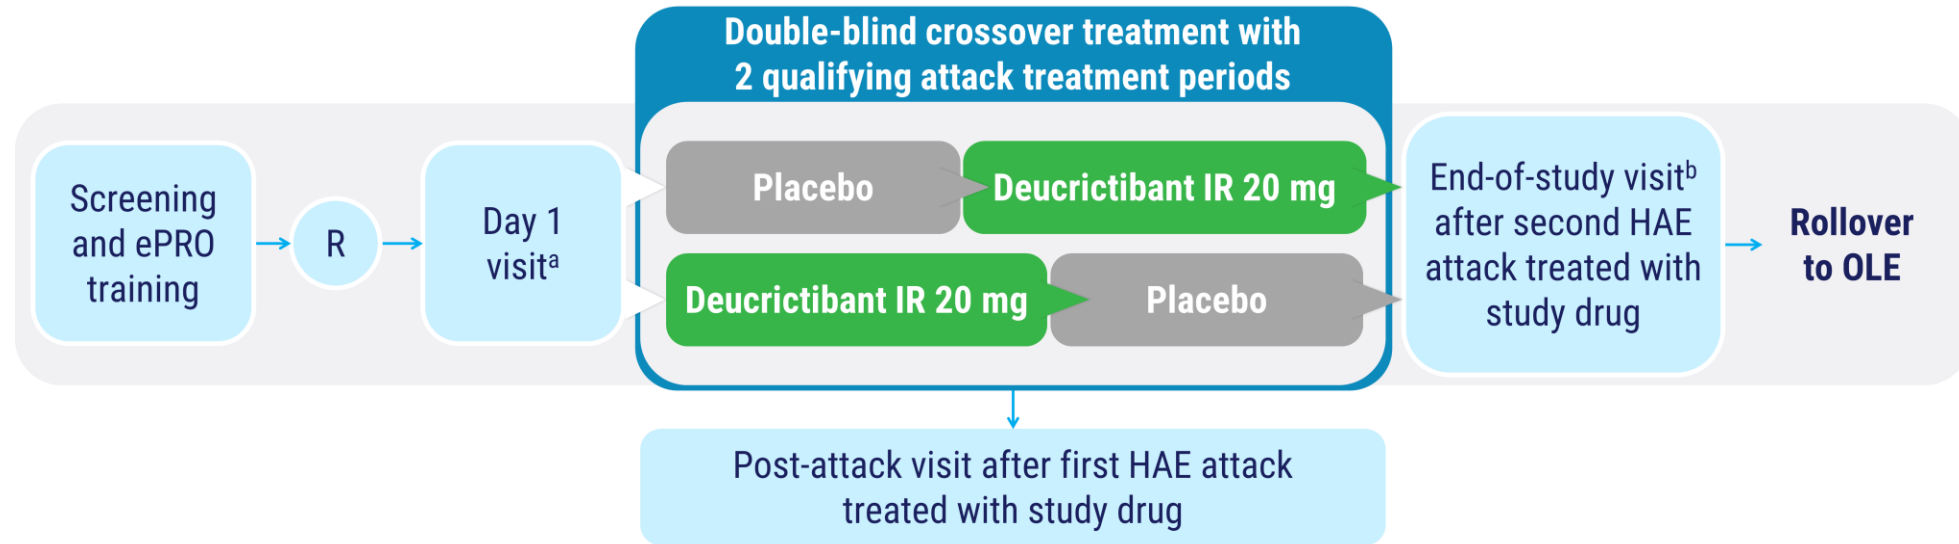 Double-blind crossover treatment with
2 qualifying attack treatment periods
Screening
and ePRO
training
R
Day 1
visitᵃ
Placebo
Deucrictibant IR 20 mg
Deucrictibant IR 20 mg
Placebo
End-of-study visitᵇ
after second HAE
attack treated with
study drug
Rollover
to OLE
Post-attack visit after first HAE attack
treated with study drug